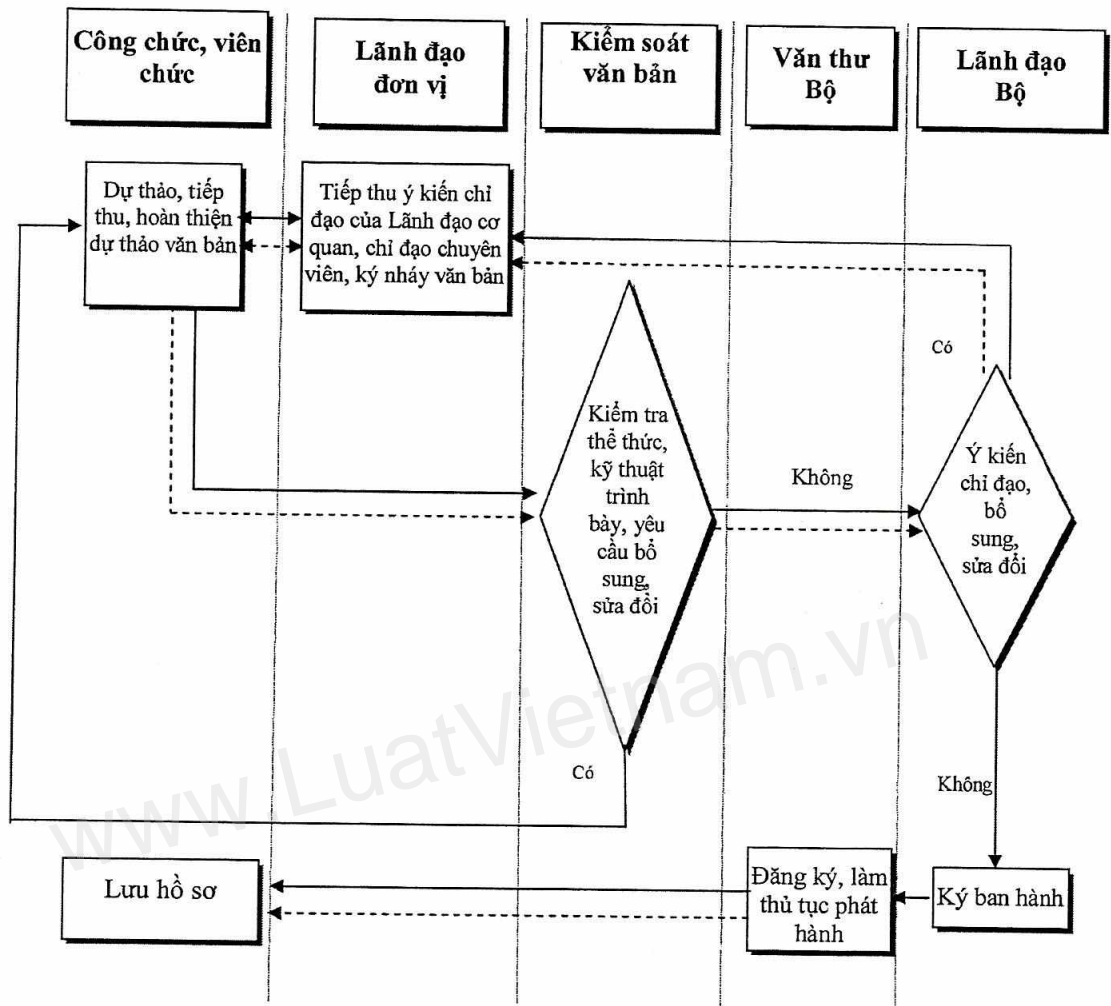 Công chức, viên
chức
Lãnh đạo
đơn vị
Kiểm soát
văn bản
Văn thư
Bộ
Lãnh đạo
Bộ
Dự thảo, tiếp
thu, hoàn thiện
dự thảo văn bản
Tiếp thu ý kiến chỉ
đạo của Lãnh đạo cơ
quan, chỉ đạo chuyên
viên, ký nháy văn bản
Có
Kiểm tra
thể thức,
kỹ thuật
trình
bày, yêu
cầu bổ
sung,
sửa đổi
Không
Ý kiến
chỉ đạo,
bổ
sung,
sửa đổi
Có
Không
Lưu hồ sơ
Đăng ký, làm
thủ tục phát
hành
Ký ban hành
www.LuatVietnam.vn